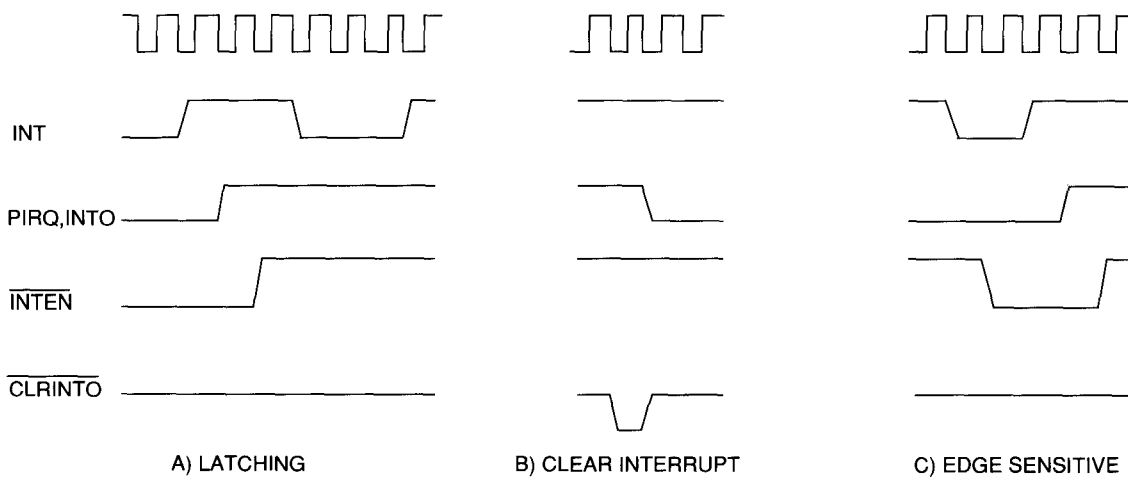 INT
PIRQ,INTO
INTEN
CLRINTO
A) LATCHING
B) CLEAR INTERRUPT
C) EDGE SENSITIVE